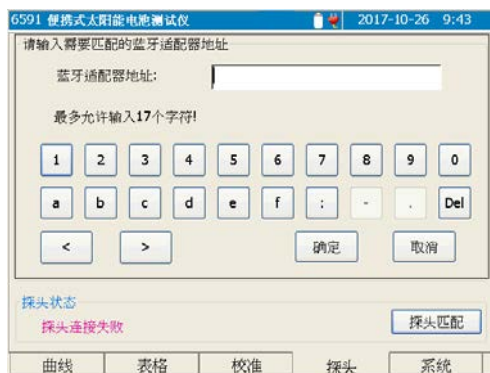 6591 便携式太阳能电池测试仪 2017-10-26 9:43
请输入需要匹配的蓝牙适配器地址
蓝牙适配器地址:
最多允许输入17个字符!
1 2 3 4 5 6 7 8 9 0
a b c d e f : - . Del
< > 确定 取消
探头状态
探头连接失败 探头匹配
曲线 表格 校准 探头 系统